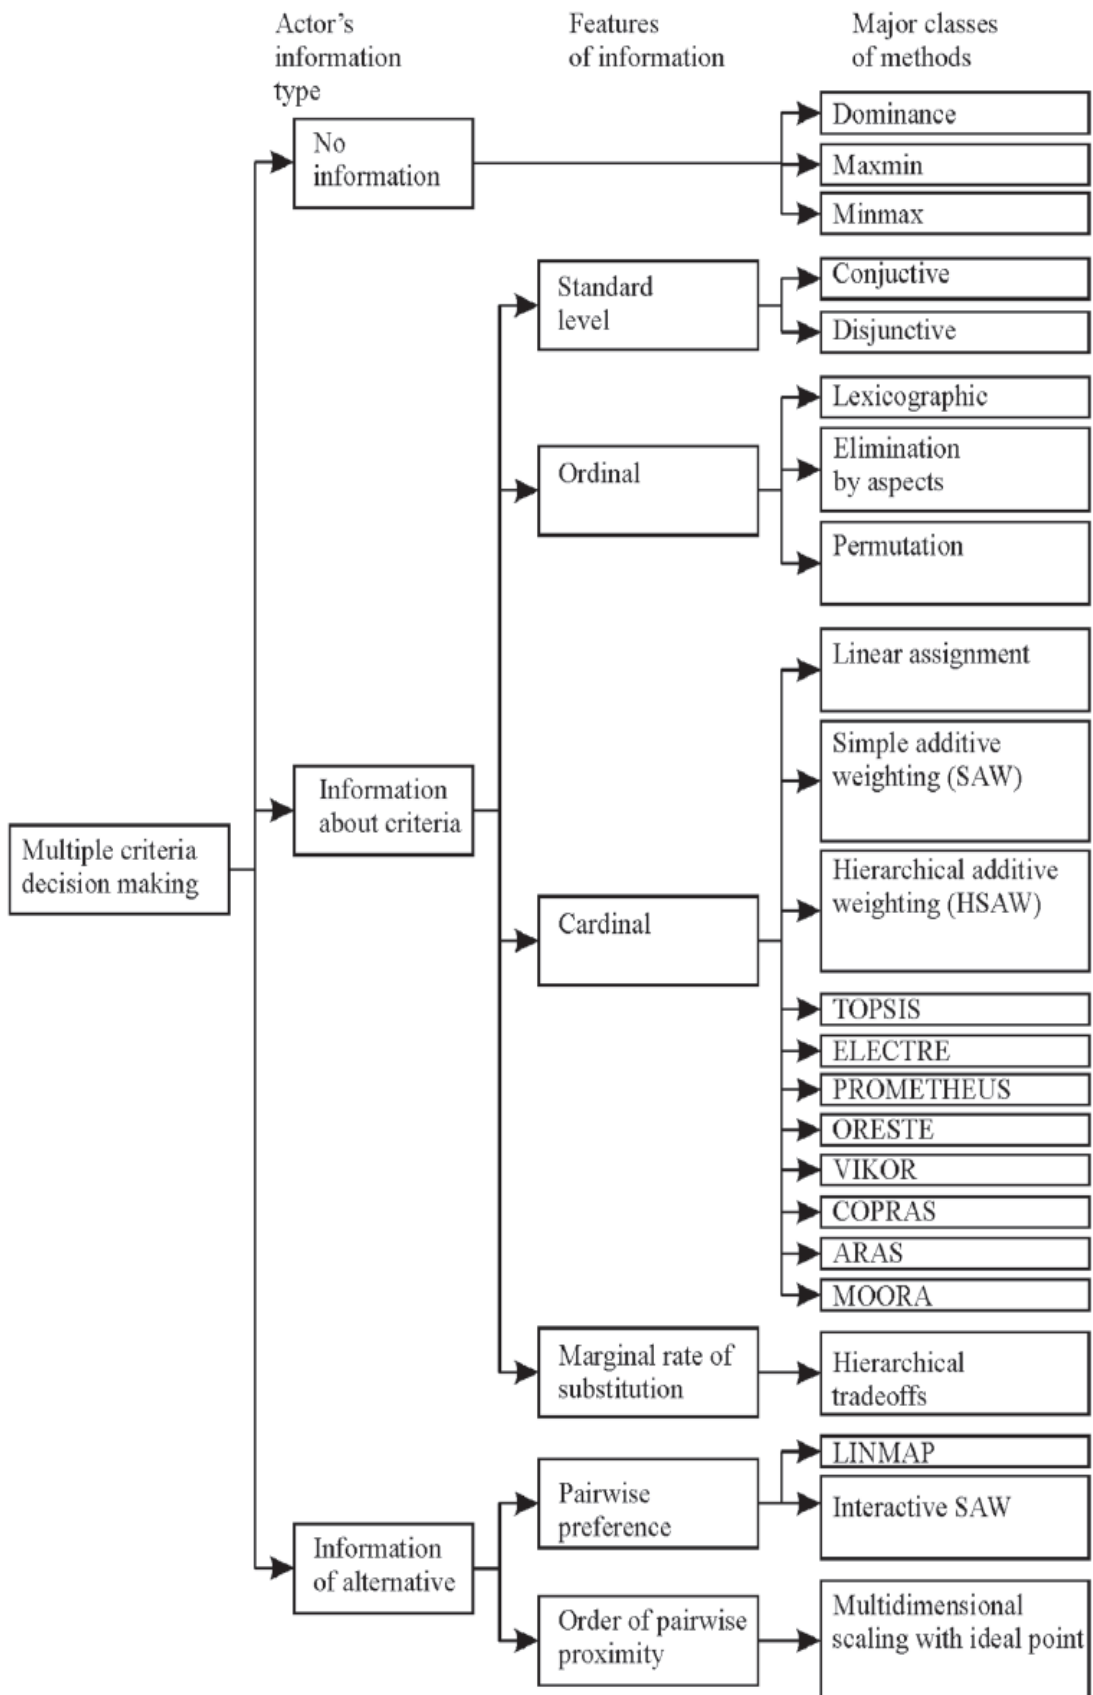 Actor's
information
type
Features
of information
Major classes
of methods
No
information
Dominance
Maxmin
Minmax
Standard
level
Conjuctive
Disjunctive
Ordinal
Lexicographic
Elimination
by aspects
Permutation
Multiple criteria
decision making
Information
about criteria
Cardinal
Linear assignment
Simple additive
weighting (SAW)
Hierarchical additive
weighting (HSAW)
TOPSIS
ELECTRE
PROMETHEUS
ORESTE
VIKOR
COPRAS
ARAS
MOORA
Marginal rate of
substitution
Hierarchical
tradeoffs
Information
of alternative
Pairwise
preference
LINMAP
Interactive SAW
Order of pairwise
proximity
Multidimensional
scaling with ideal point